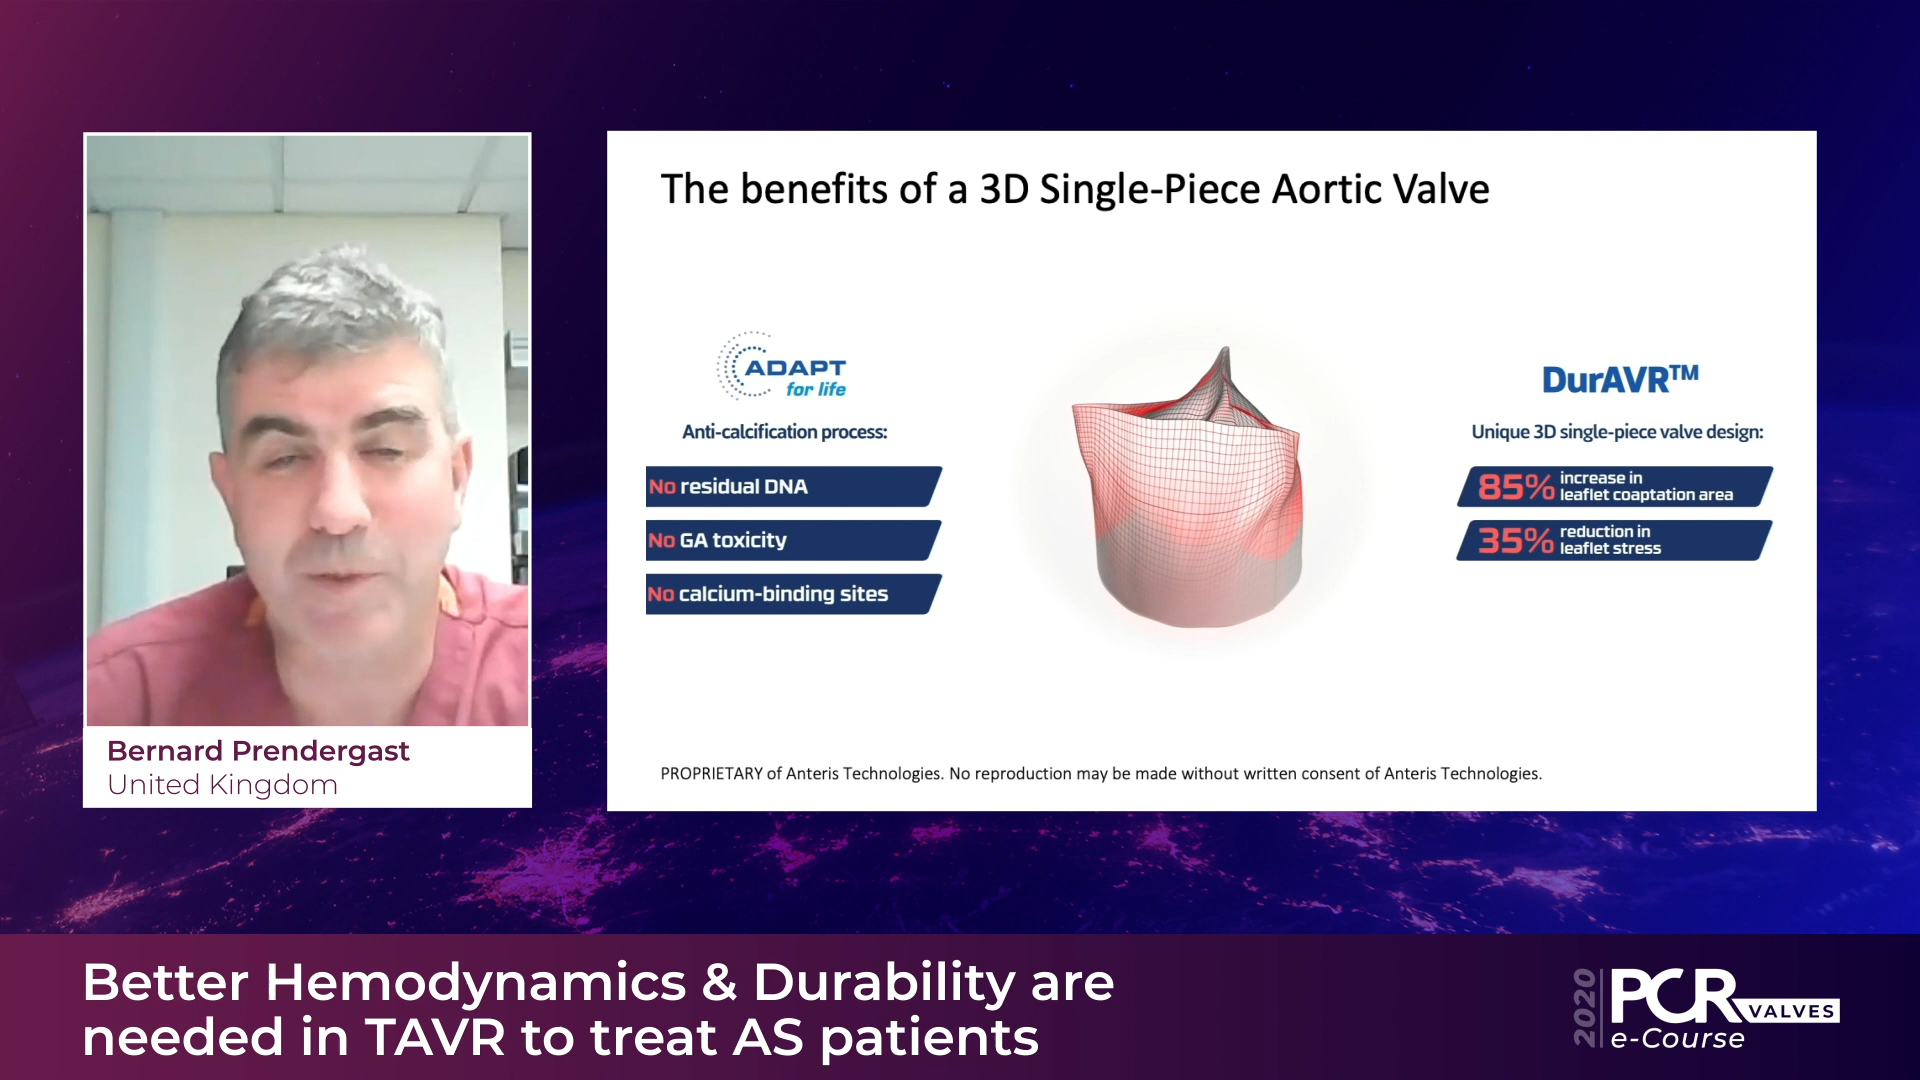 The benefits of a 3D Single-Piece Aortic Valve
ADAPT
for life
Anti-calcification process:
No residual DNA
No GA toxicity
No calcium-binding sites
DurAVR™
Unique 3D single-piece valve design:
85% increase in
leaflet coaptation area
35% reduction in
leaflet stress
PROPRIETARY of Anteris Technologies. No reproduction may be made without written consent of Anteris Technologies.
Bernard Prendergast
United Kingdom
Better Hemodynamics & Durability are
needed in TAVR to treat AS patients
2020
PCR VALVES
e-Course